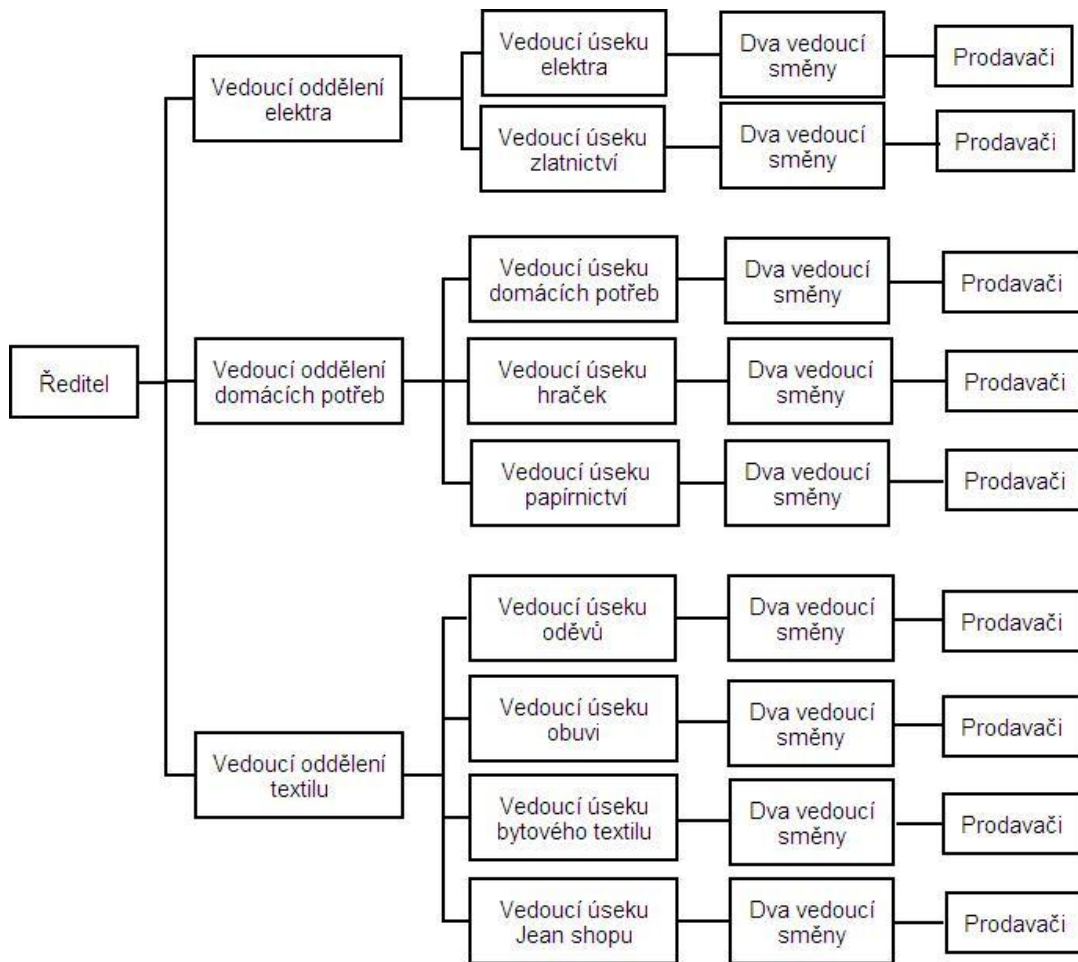 Ředitel
Vedoucí oddělení
elektra
Vedoucí úseku
elektra
Dva vedoucí
směny
Prodavači
Vedoucí úseku
zlatnictví
Dva vedoucí
směny
Prodavači
Vedoucí oddělení
domácích potřeb
Vedoucí úseku
domácích potřeb
Dva vedoucí
směny
Prodavači
Vedoucí úseku
hraček
Dva vedoucí
směny
Prodavači
Vedoucí úseku
papírnictví
Dva vedoucí
směny
Prodavači
Vedoucí oddělení
textilu
Vedoucí úseku
oděvů
Dva vedoucí
směny
Prodavači
Vedoucí úseku
obuvi
Dva vedoucí
směny
Prodavači
Vedoucí úseku
bytového textilu
Dva vedoucí
směny
Prodavači
Vedoucí úseku
Jean shopu
Dva vedoucí
směny
Prodavači